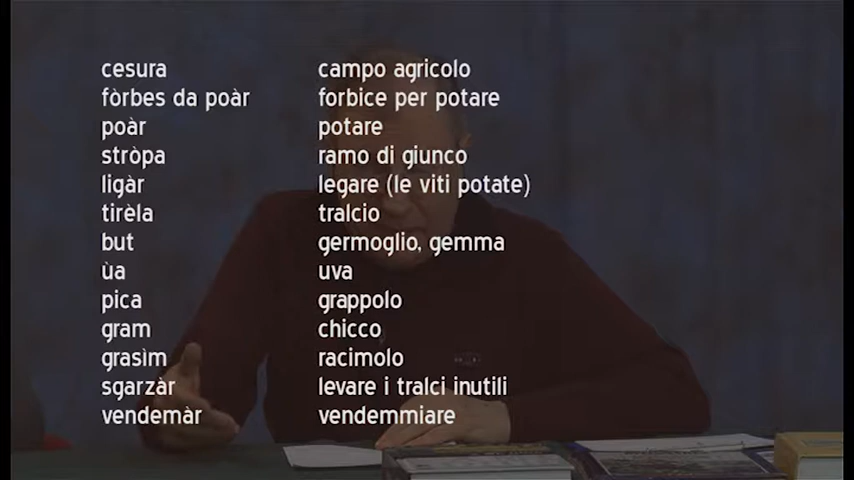 cesura campo agricolo
fòrbes da poàr forbice per potare
poàr potare
stròpa ramo di giunco
ligàr legare (le viti potate)
tirèla tralcio
but germoglio, gemma
ùa uva
pica grappolo
gram chicco
grasìm racimolo
sgarzàr levare i tralci inutili
vendemàr vendemmiare